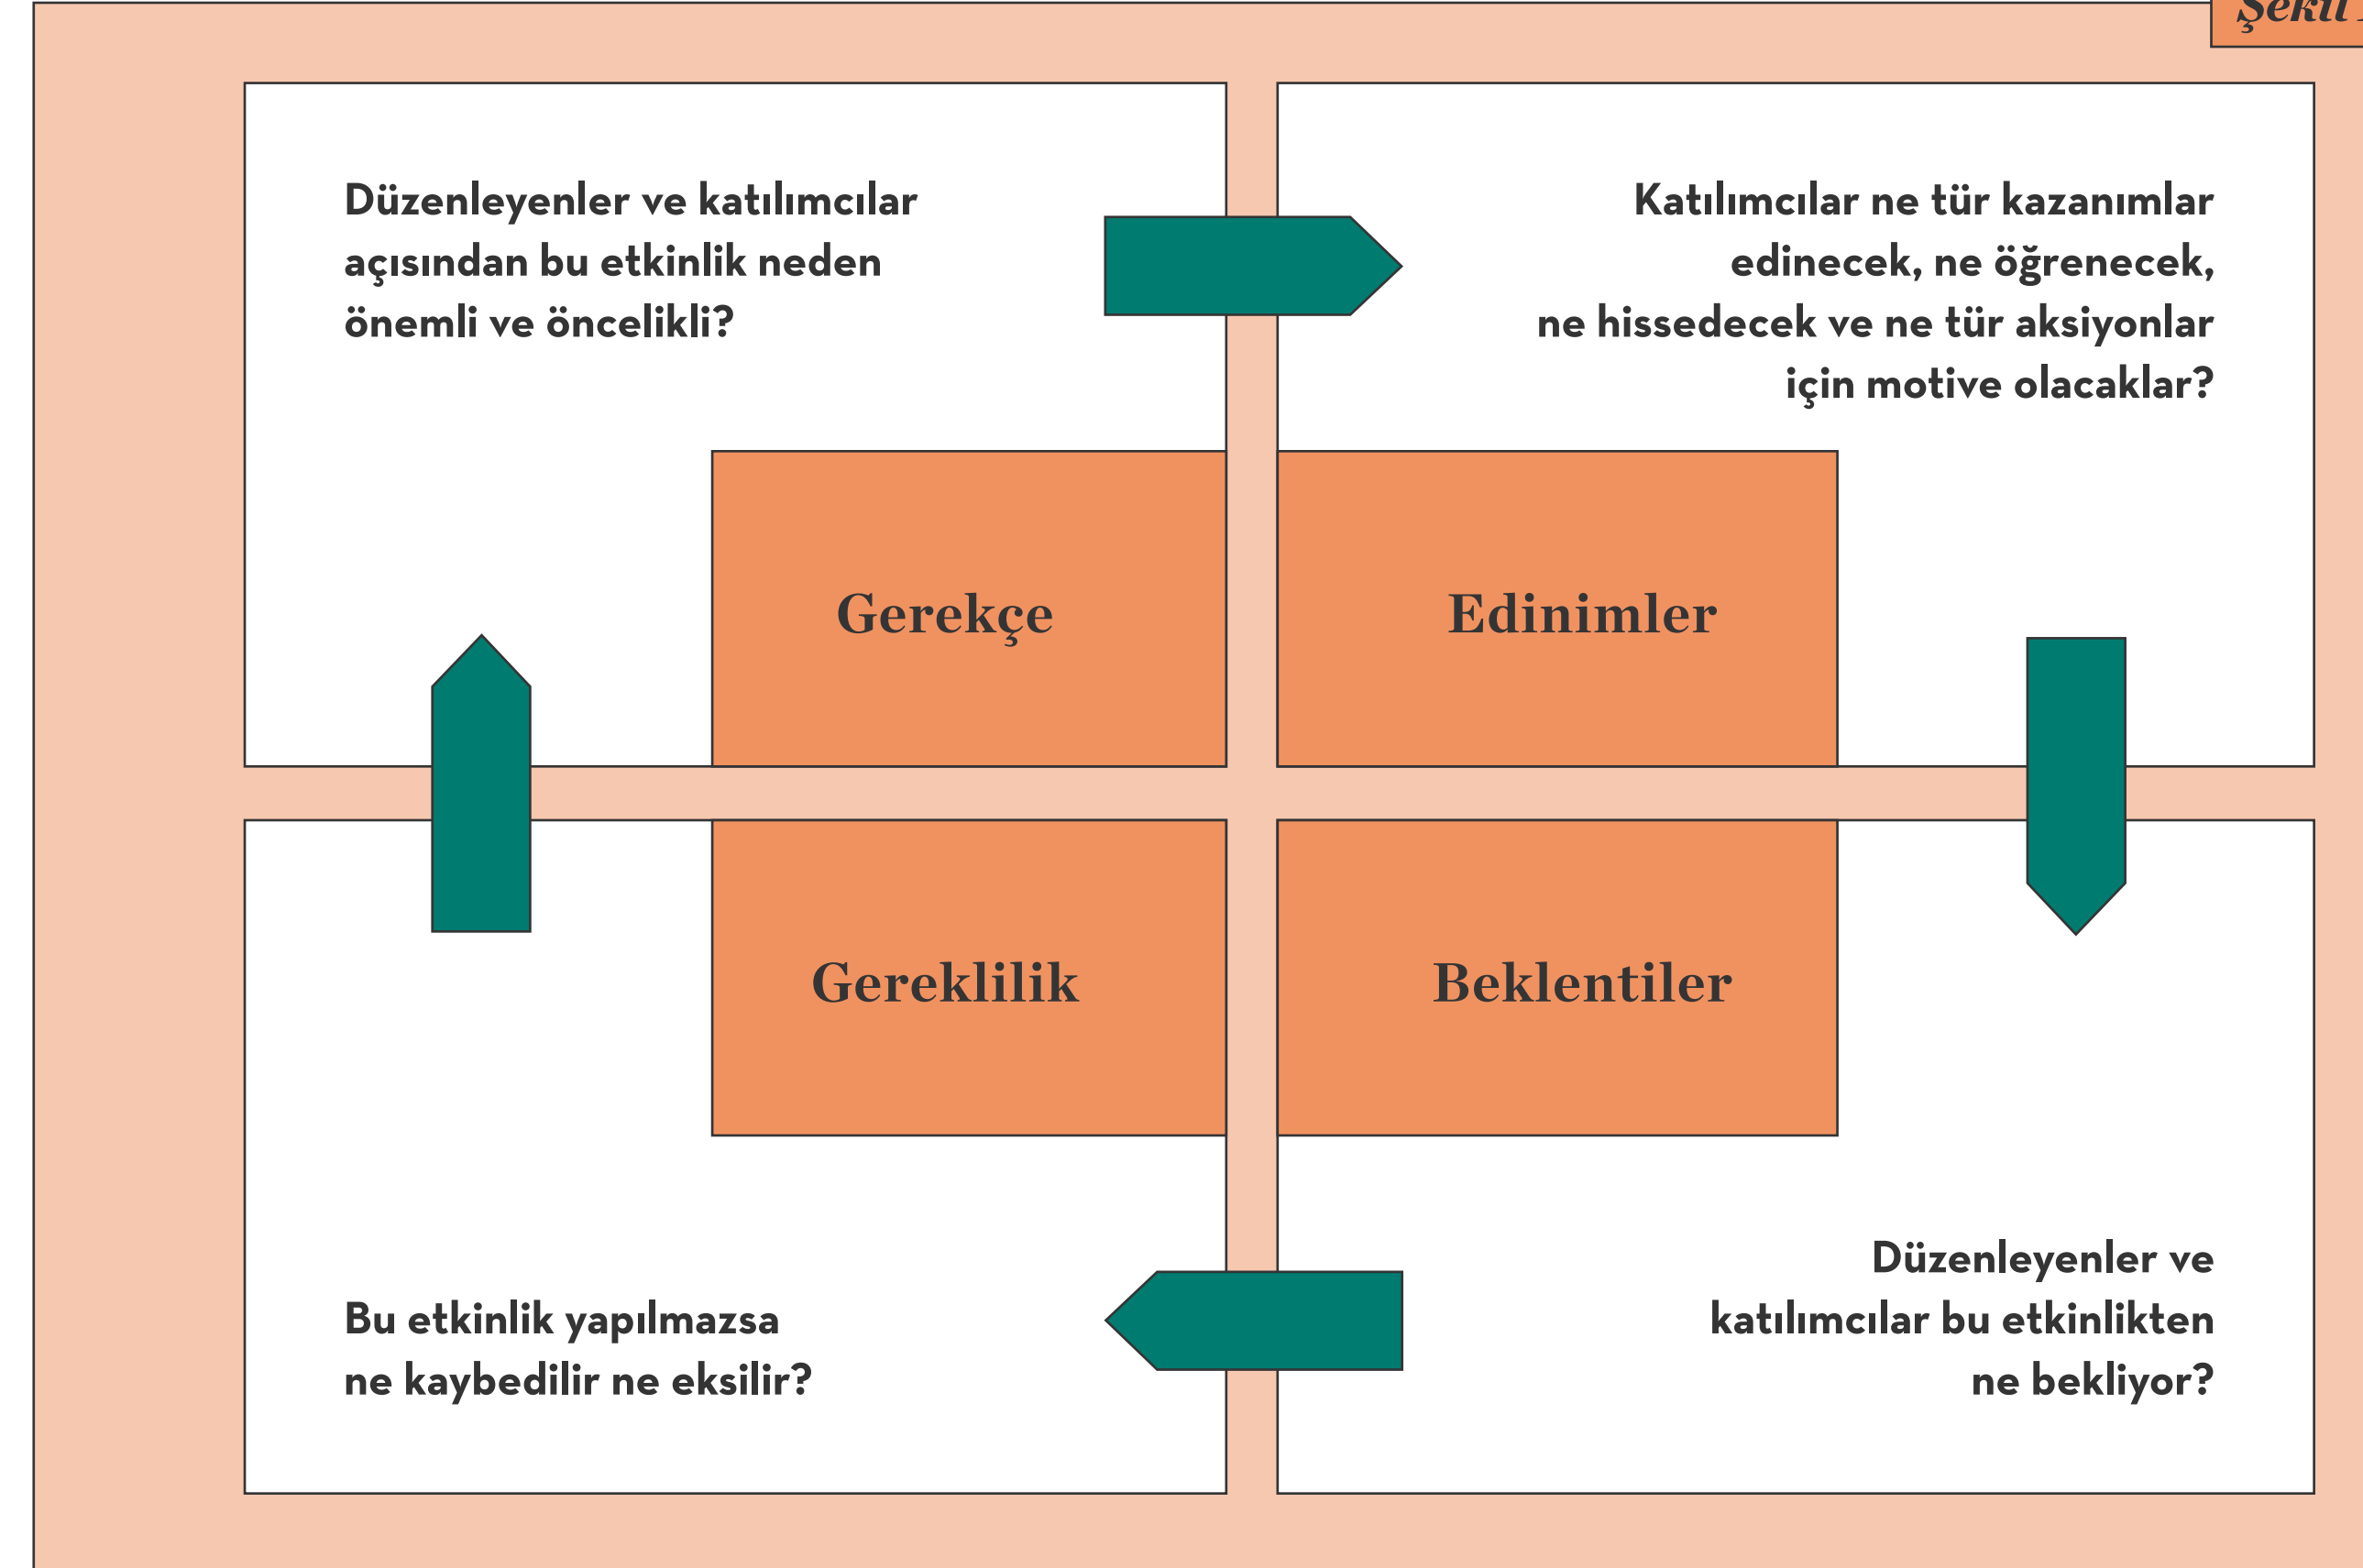 Şekil
Düzenleyenler ve katılımcılar
açısından bu etkinlik neden
önemli ve öncelikli?
Katılımcılar ne tür kazanımlar
edinecek, ne öğrenecek,
ne hissedecek ve ne tür aksiyonlar
için motive olacaklar?
Gerekçe
Edinimler
Gereklilik
Beklentiler
Bu etkinlik yapılmazsa
ne kaybedilir ne eksilir?
Düzenleyenler ve
katılımcılar bu etkinlikten
ne bekliyor?